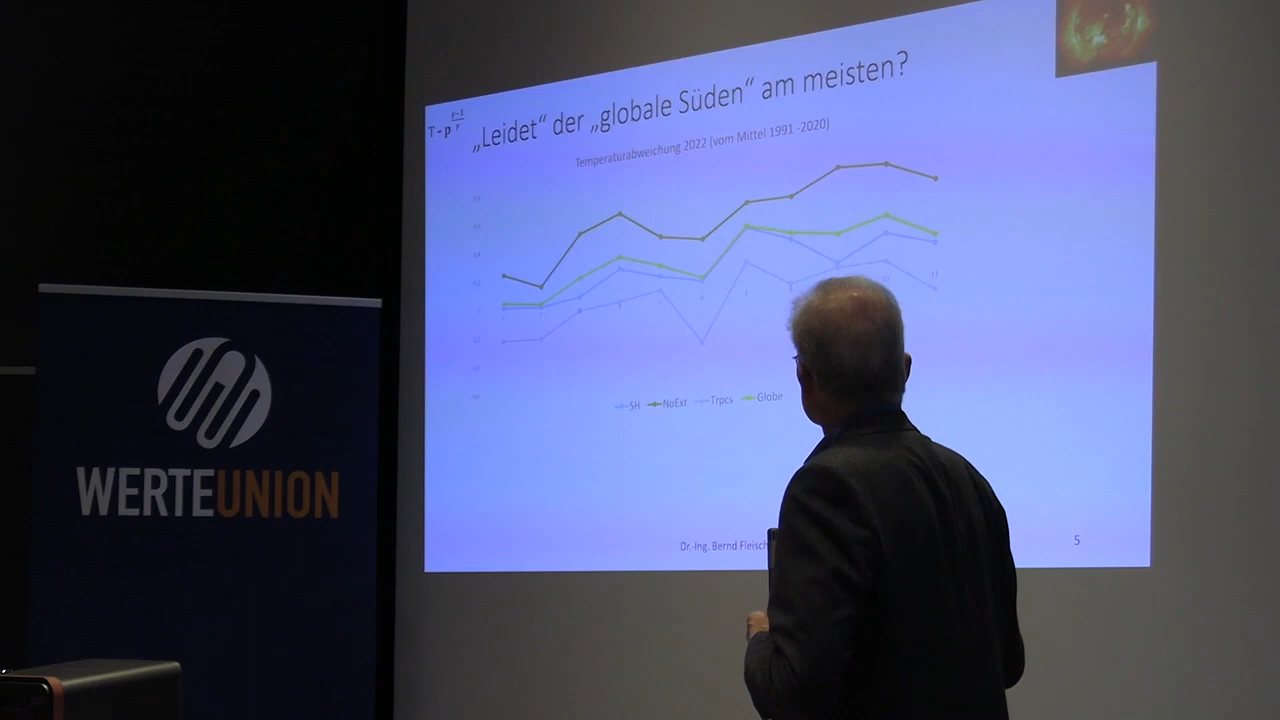 „Leidet“ der „globale Süden“ am meisten?
Temperaturabweichung 2022 (vom Mittel 1991 -2020)
11
SH NoExt Trpcs Globe
Dr.-Ing. Bernd Fleisch
5
WERTEUNION